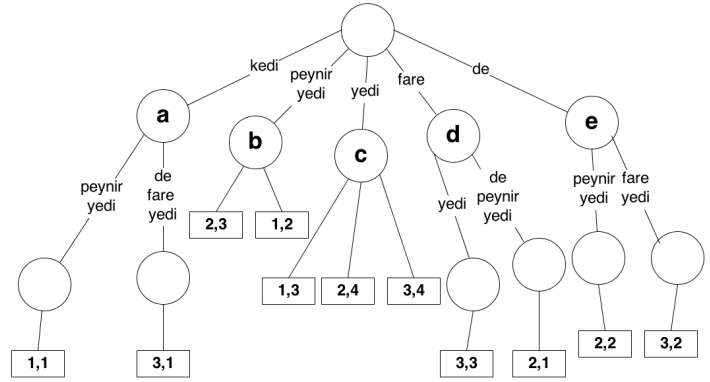 kedi
peynir
yedi
yedi
fare
de
a
b
c
d
e
peynir
yedi
de
fare
yedi
yedi
de
peynir
yedi
peynir
yedi
fare
yedi
2,3
1,2
1,3
2,4
3,4
1,1
3,1
3,3
2,1
2,2
3,2